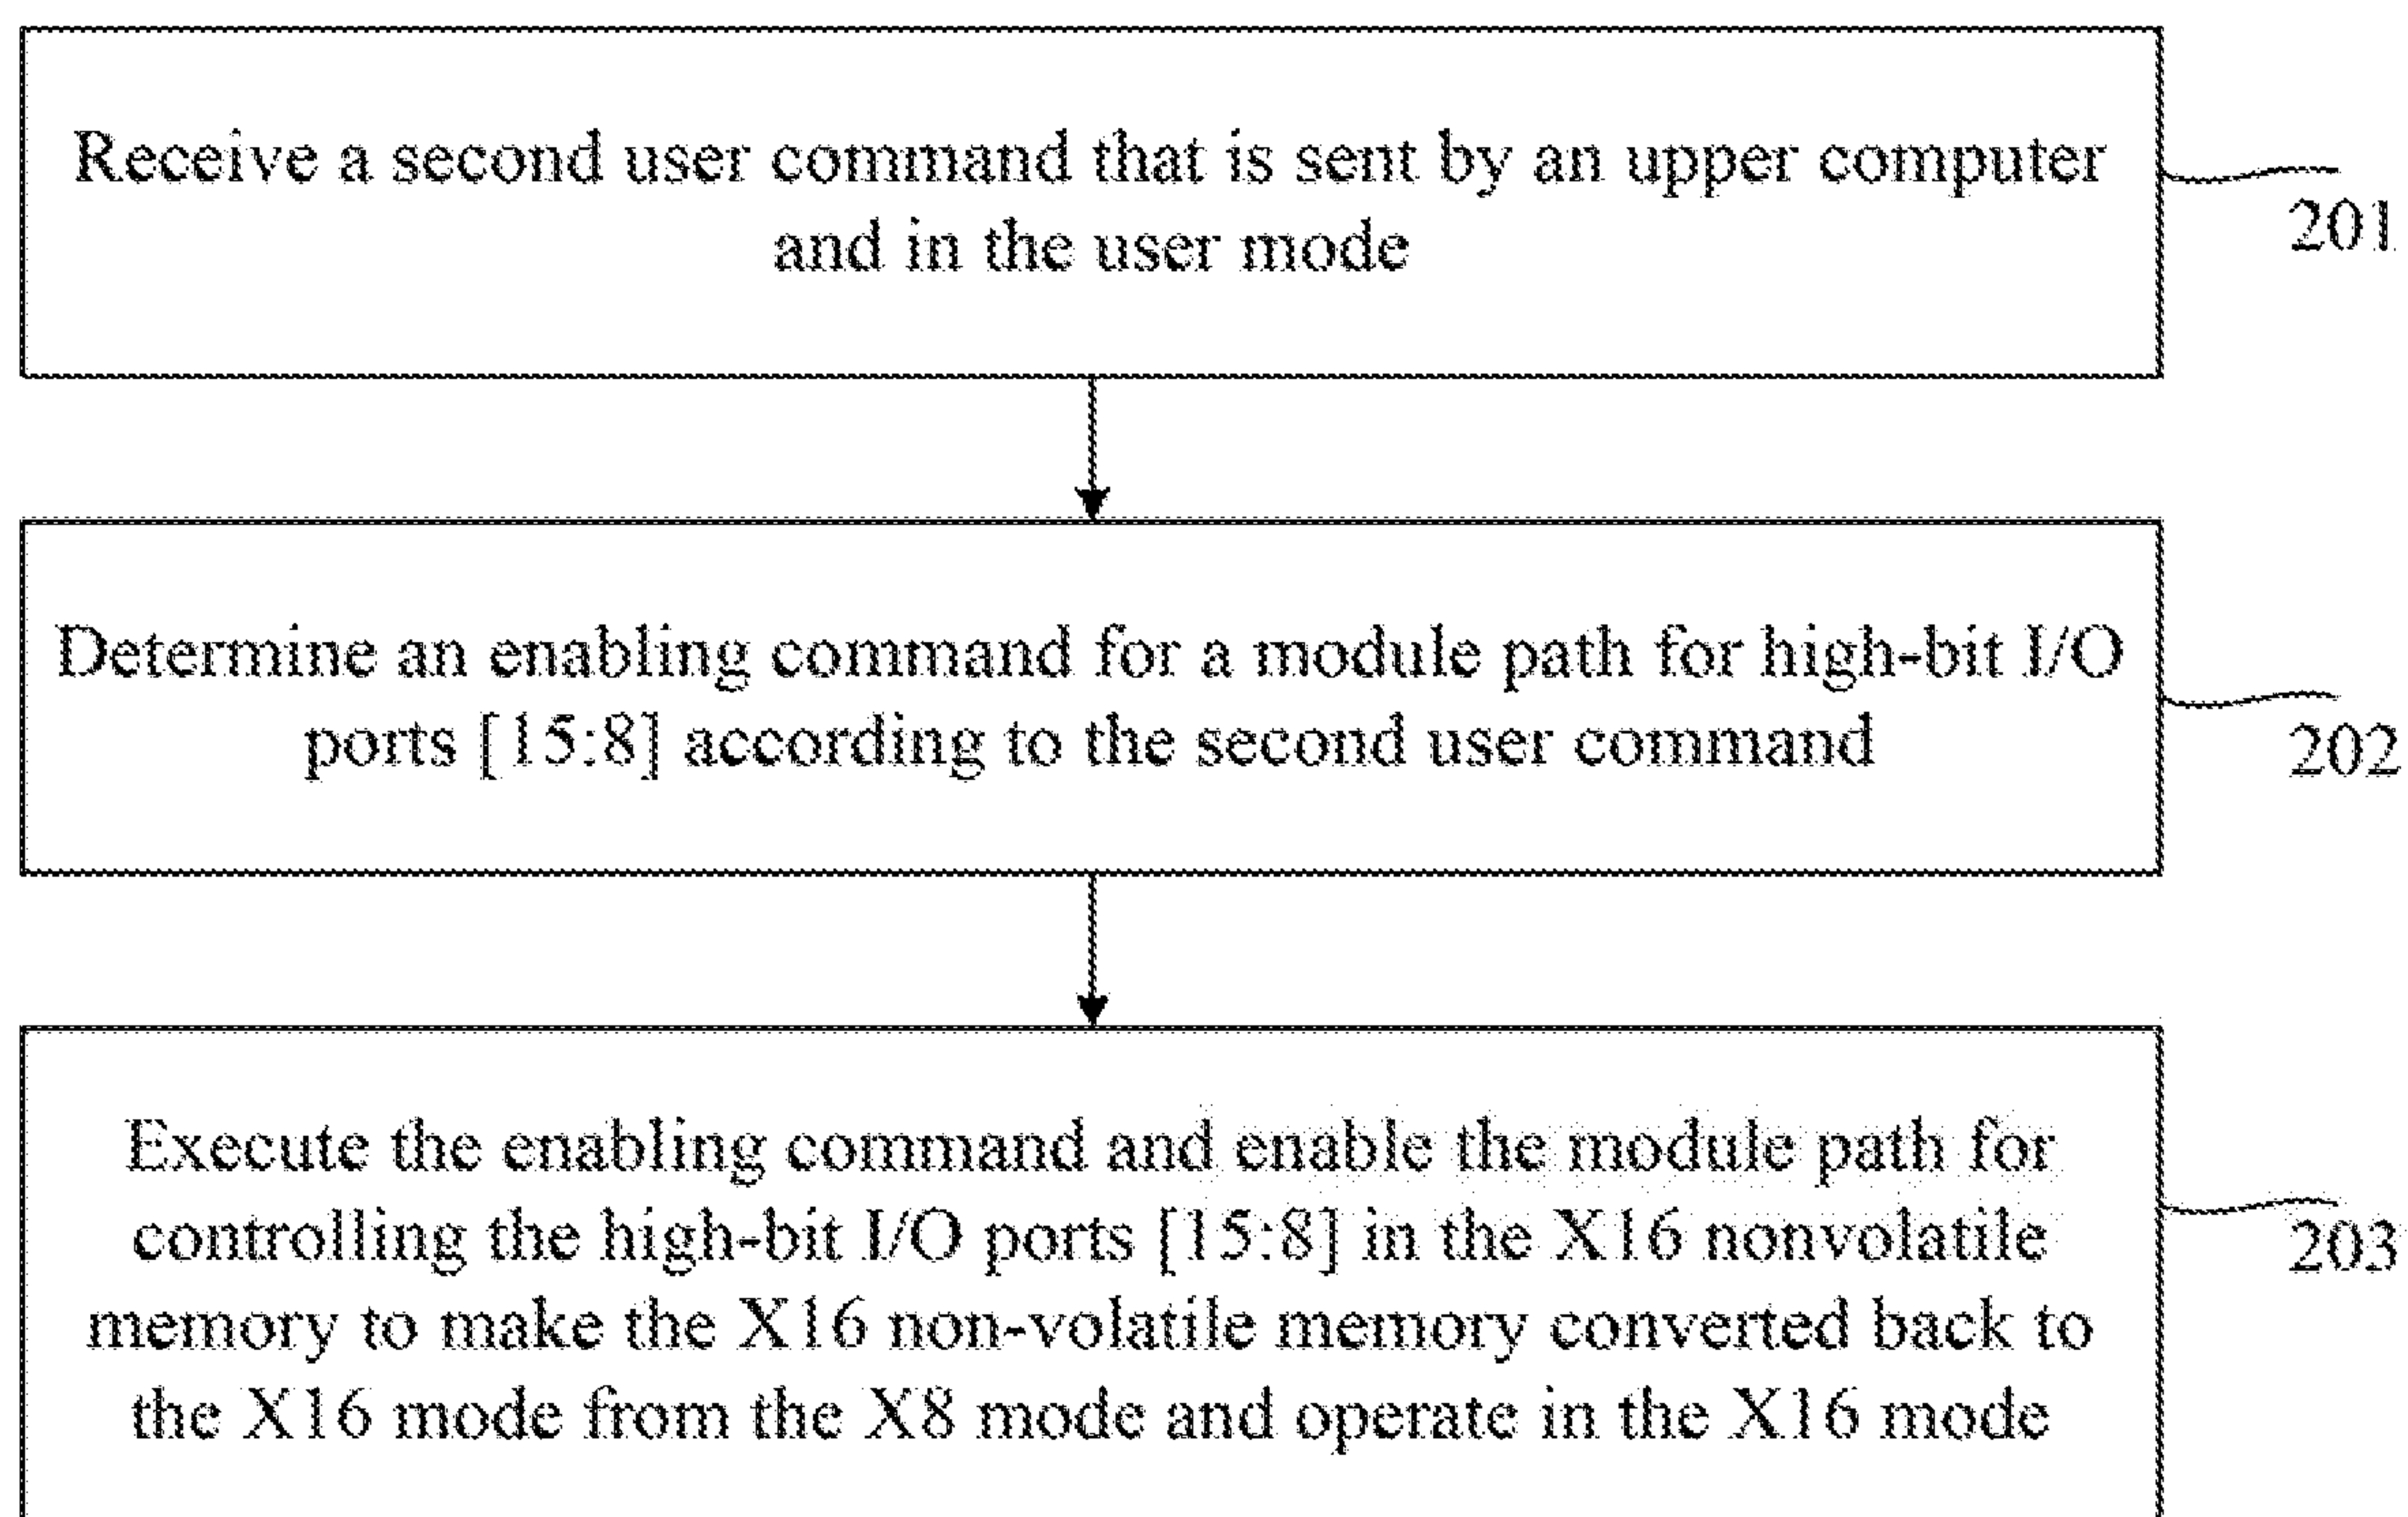 Receive a second user command that is sent by an upper computer
and in the user mode
201
Determine an enabling command for a module path for high-bit I/O
ports [15:8] according to the second user command
202
Execute the enabling command and enable the module path for
controlling the high-bit I/O ports [15:8] in the X16 nonvolatile
memory to make the X16 non-volatile memory converted back to
the X16 mode from the X8 mode and operate in the X16 mode
203